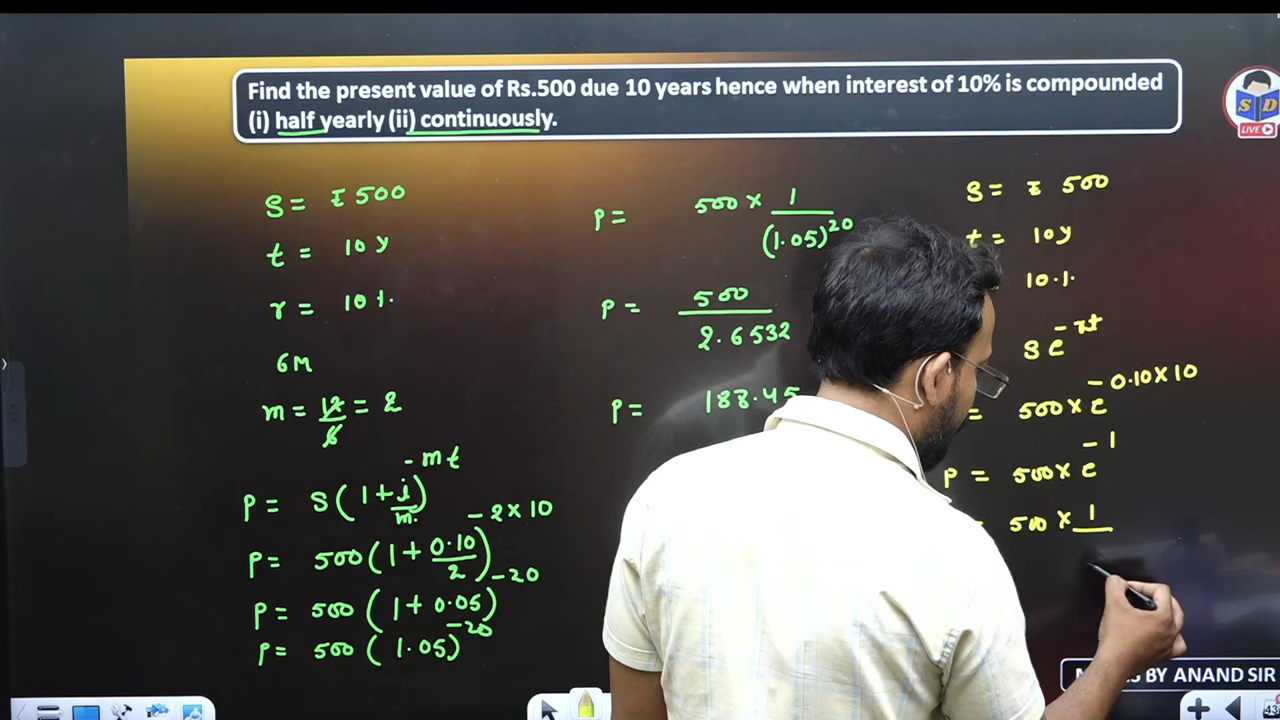 Find the present value of Rs.500 due 10 years hence when interest of 10% is compounded
(i) half yearly (ii) continuously.
S D
LIVE
S = ₹ 500
t = 10 y
r = 10 %
6M
m = 12/6 = 2
P = S(1 + i/m)^-mt
P = 500(1 + 0.10/2)^-2×10
P = 500 (1 + 0.05)^-20
P = 500 (1.05)^-20
P = 500 × 1/(1.05)^20
P = 500/2.6532
P = 188.45
S = ₹ 500
t = 10y
10%
S e^-rt
= 500 × e^-0.10×10
P = 500 × e^-1
= 500 × 1
BY ANAND SIR
43